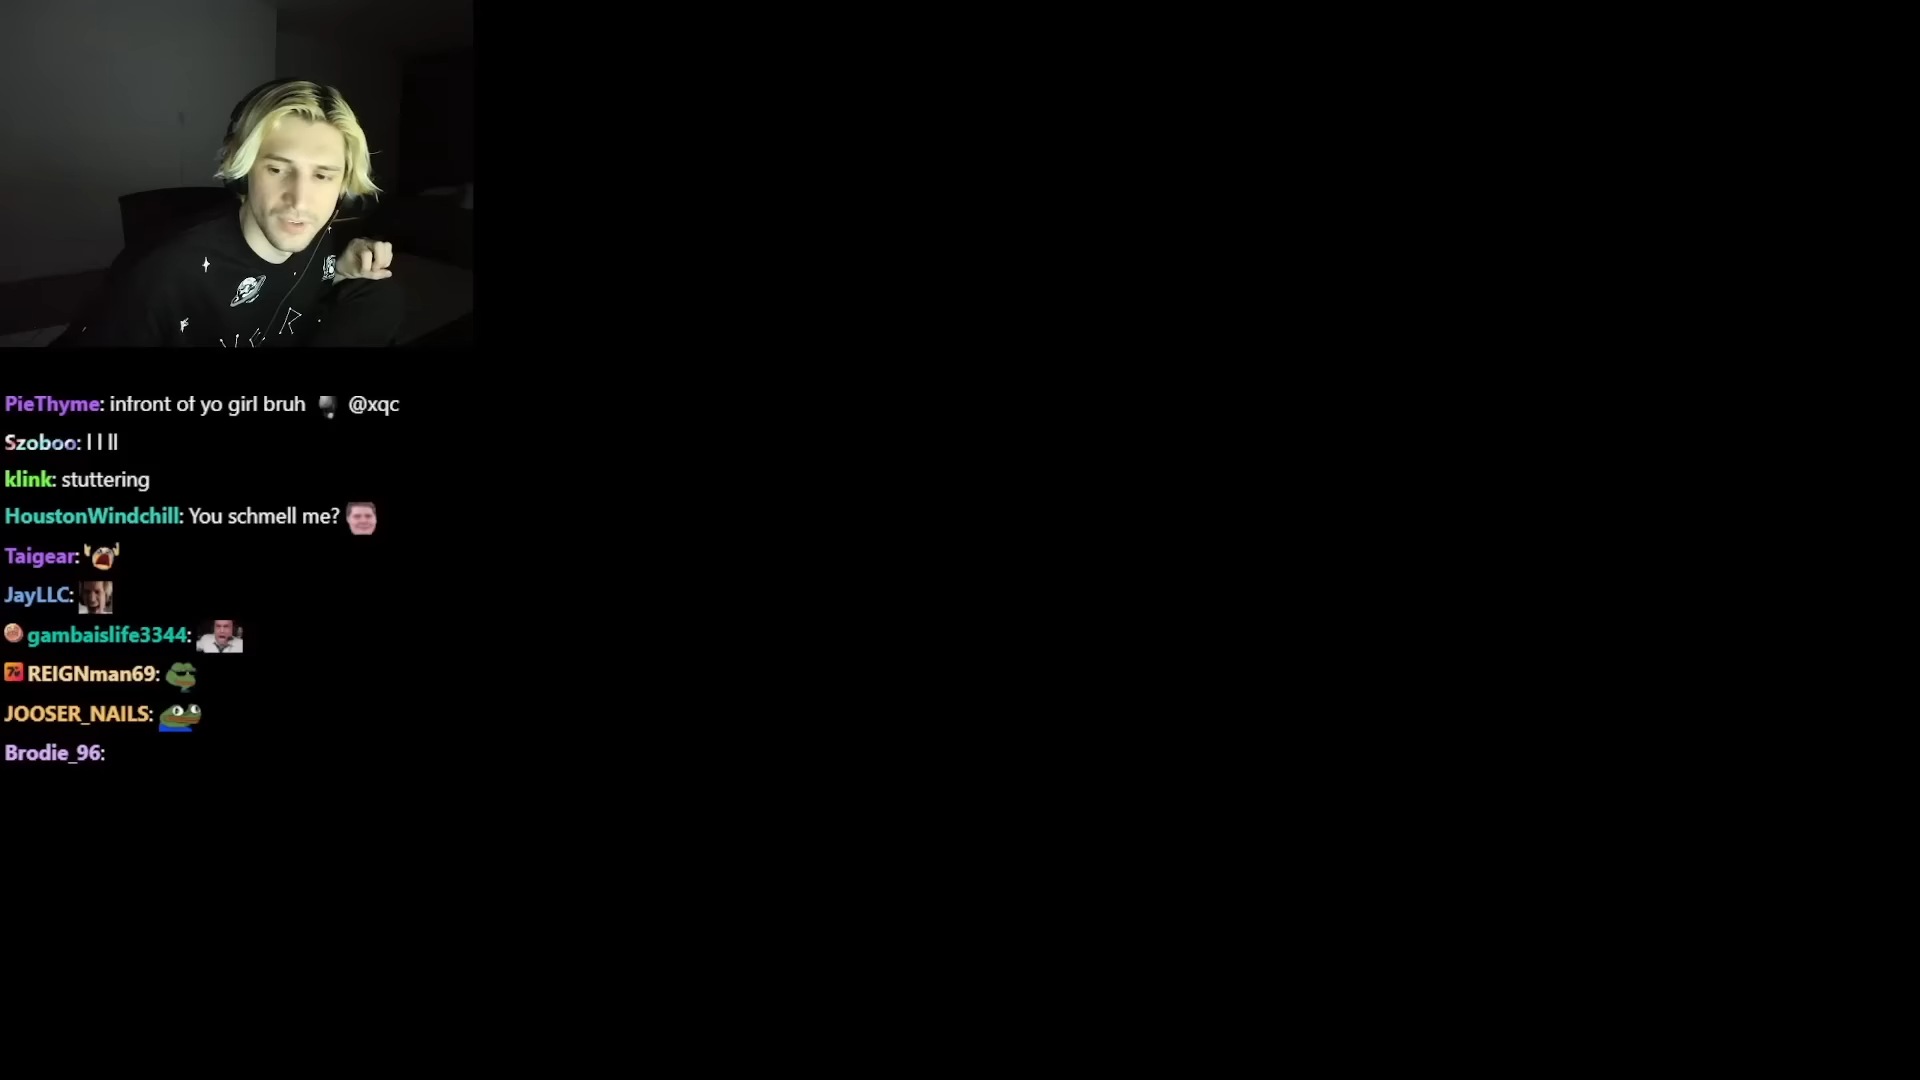 PieThyme: infront of yo girl bruh @xqc
Szoboo: l l ll
klink: stuttering
HoustonWindchill: You schmell me?
Taigear:
JayLLC:
gambaislife3344:
REIGNman69:
JOOSER_NAILS:
Brodie_96: